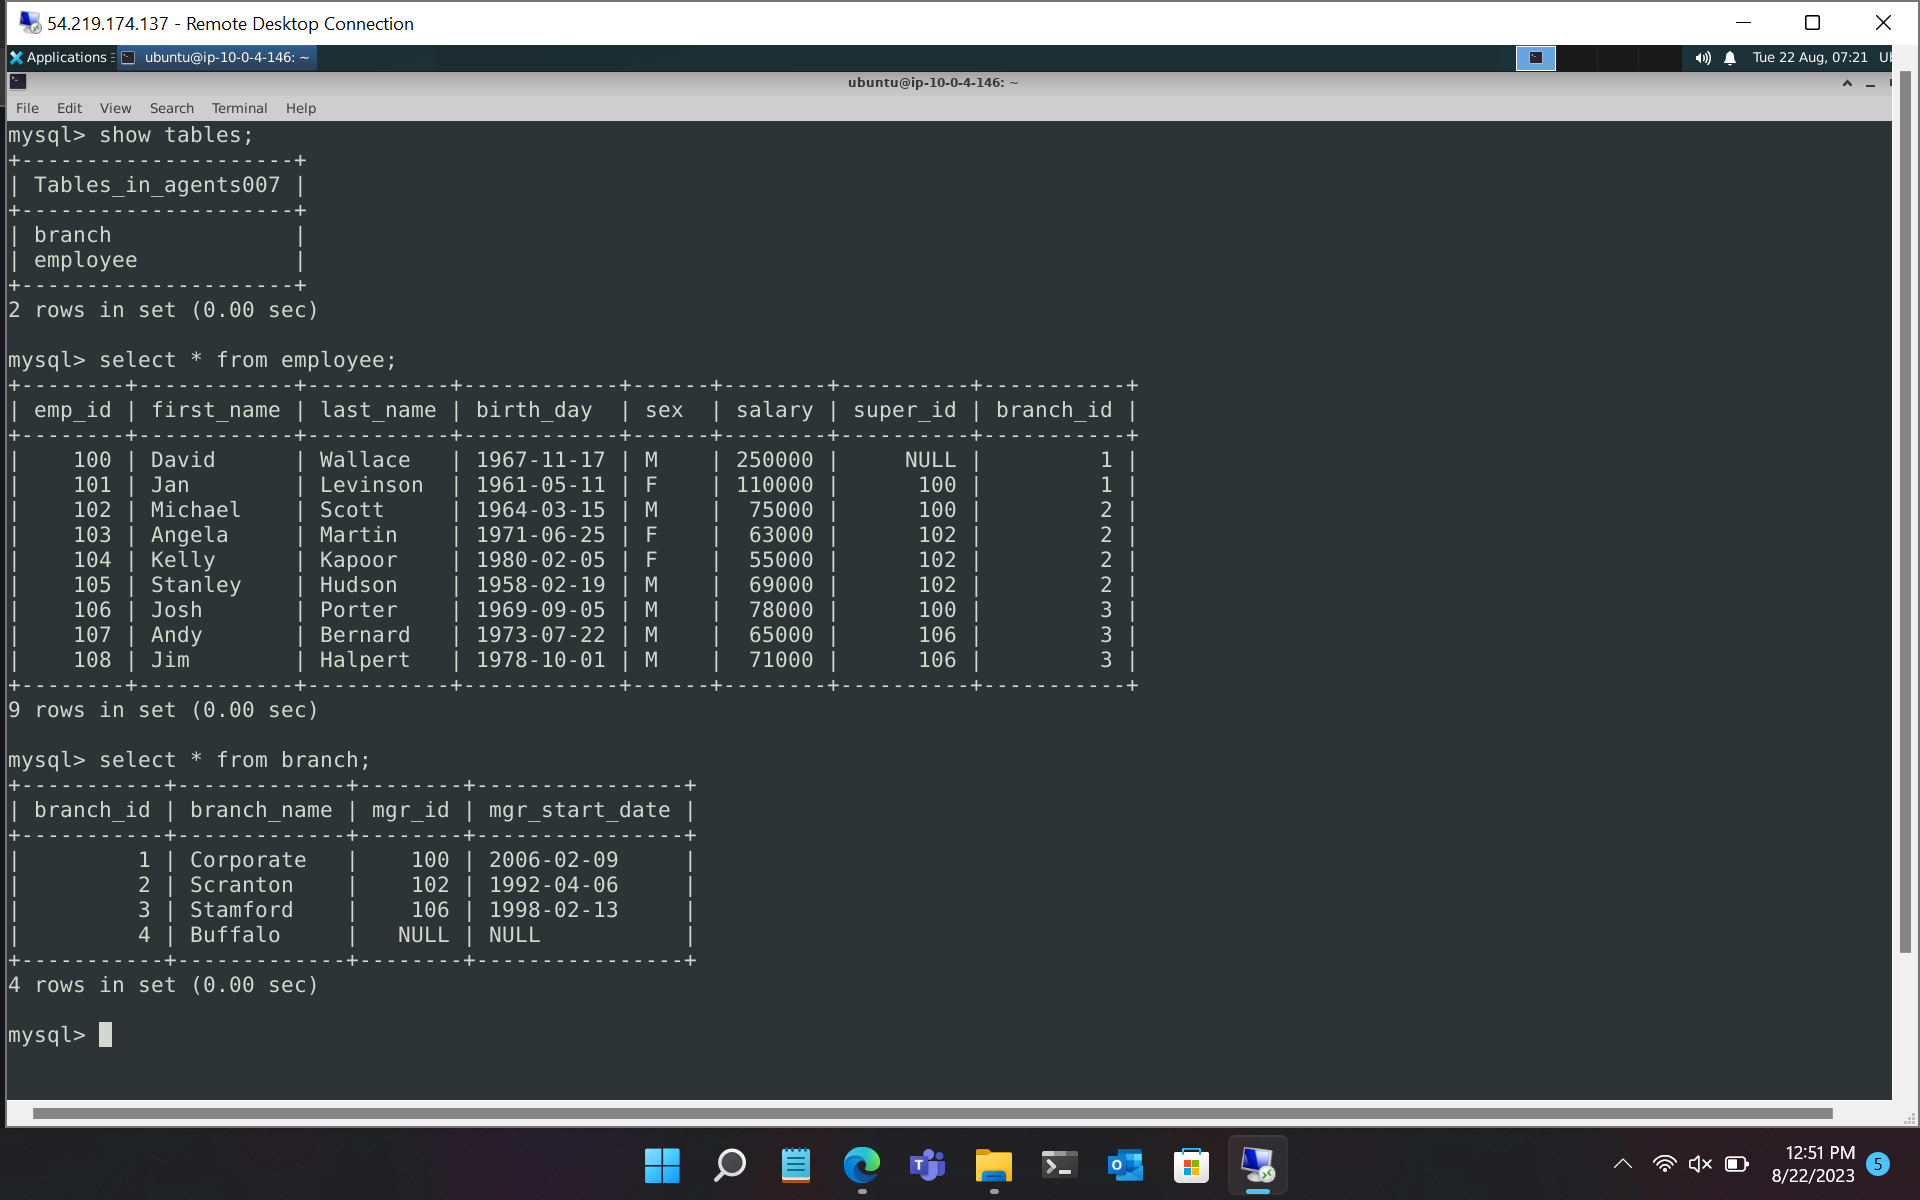 54.219.174.137 - Remote Desktop Connection
Applications ubuntu@ip-10-0-4-146: ~ Tue 22 Aug, 07:21
ubuntu@ip-10-0-4-146: ~
File Edit View Search Terminal Help
mysql> show tables;
+---------------------+
| Tables_in_agents007 |
+---------------------+
| branch              |
| employee            |
+---------------------+
2 rows in set (0.00 sec)

mysql> select * from employee;
+--------+------------+-----------+------------+------+--------+----------+-----------+
| emp_id | first_name | last_name | birth_day  | sex  | salary | super_id | branch_id |
+--------+------------+-----------+------------+------+--------+----------+-----------+
|    100 | David      | Wallace   | 1967-11-17 | M    | 250000 |     NULL |         1 |
|    101 | Jan        | Levinson  | 1961-05-11 | F    | 110000 |      100 |         1 |
|    102 | Michael    | Scott     | 1964-03-15 | M    |  75000 |      100 |         2 |
|    103 | Angela     | Martin    | 1971-06-25 | F    |  63000 |      102 |         2 |
|    104 | Kelly      | Kapoor    | 1980-02-05 | F    |  55000 |      102 |         2 |
|    105 | Stanley    | Hudson    | 1958-02-19 | M    |  69000 |      102 |         2 |
|    106 | Josh       | Porter    | 1969-09-05 | M    |  78000 |      100 |         3 |
|    107 | Andy       | Bernard   | 1973-07-22 | M    |  65000 |      106 |         3 |
|    108 | Jim        | Halpert   | 1978-10-01 | M    |  71000 |      106 |         3 |
+--------+------------+-----------+------------+------+--------+----------+-----------+
9 rows in set (0.00 sec)

mysql> select * from branch;
+-----------+-------------+--------+----------------+
| branch_id | branch_name | mgr_id | mgr_start_date |
+-----------+-------------+--------+----------------+
|         1 | Corporate   |    100 | 2006-02-09     |
|         2 | Scranton    |    102 | 1992-04-06     |
|         3 | Stamford    |    106 | 1998-02-13     |
|         4 | Buffalo     |   NULL | NULL           |
+-----------+-------------+--------+----------------+
4 rows in set (0.00 sec)

mysql>
12:51 PM
8/22/2023 5